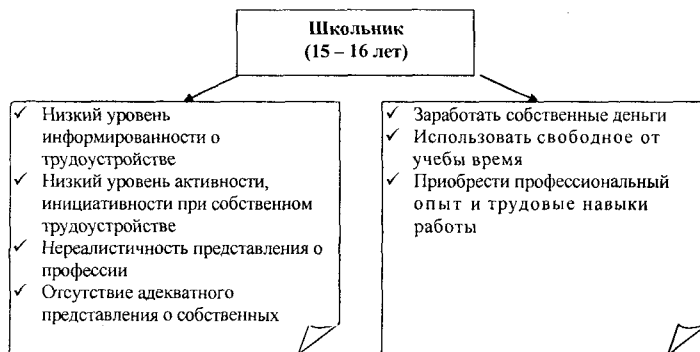 Школьник
(15 – 16 лет)
✓ Низкий уровень
информированности о
трудоустройстве
✓ Низкий уровень активности,
инициативности при собственном
трудоустройстве
✓ Нереалистичность представления о
профессии
✓ Отсутствие адекватного
представления о собственных
✓ Заработать собственные деньги
✓ Использовать свободное от
учебы время
✓ Приобрести профессиональный
опыт и трудовые навыки
работы